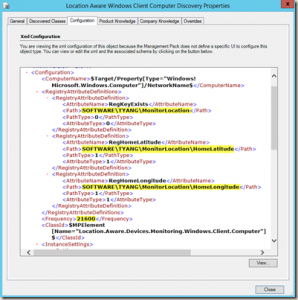 Location Aware Windows Client Computer Discovery Properties
General Discovered Classes Configuration Product Knowledge Company Knowledge Overrides
Xml Configuration
You are viewing the xml configuration of this object because the Management Pack does not define a specific UI to configure this
object type. You can view or edit the xml and the associated schema by clicking on the button below.
- <Configuration>
<ComputerName>$Target/Property[Type="Windows!
Microsoft.Windows.Computer"]/NetworkName$</ComputerName>
- <RegistryAttributeDefinitions>
- <RegistryAttributeDefinition>
<AttributeName>RegKeyExists</AttributeName>
<Path>SOFTWARE\TYANG\MonitorLocation</Path>
<PathType>0</PathType>
<AttributeType>0</AttributeType>
</RegistryAttributeDefinition>
- <RegistryAttributeDefinition>
<AttributeName>RegHomeLatitude</AttributeName>
<Path>SOFTWARE\TYANG\MonitorLocation\HomeLatitude</Path>
<PathType>1</PathType>
<AttributeType>1</AttributeType>
</RegistryAttributeDefinition>
- <RegistryAttributeDefinition>
<AttributeName>RegHomeLongitude</AttributeName>
<Path>SOFTWARE\TYANG\MonitorLocation\HomeLongitude</Path>
<PathType>1</PathType>
<AttributeType>1</AttributeType>
</RegistryAttributeDefinition>
</RegistryAttributeDefinitions>
<Frequency>21600</Frequency>
<ClassId>$MPElement
[Name="Location.Aware.Devices.Monitoring.Windows.Client.Computer"]
$</ClassId>
- <InstanceSettings>
View...
Close